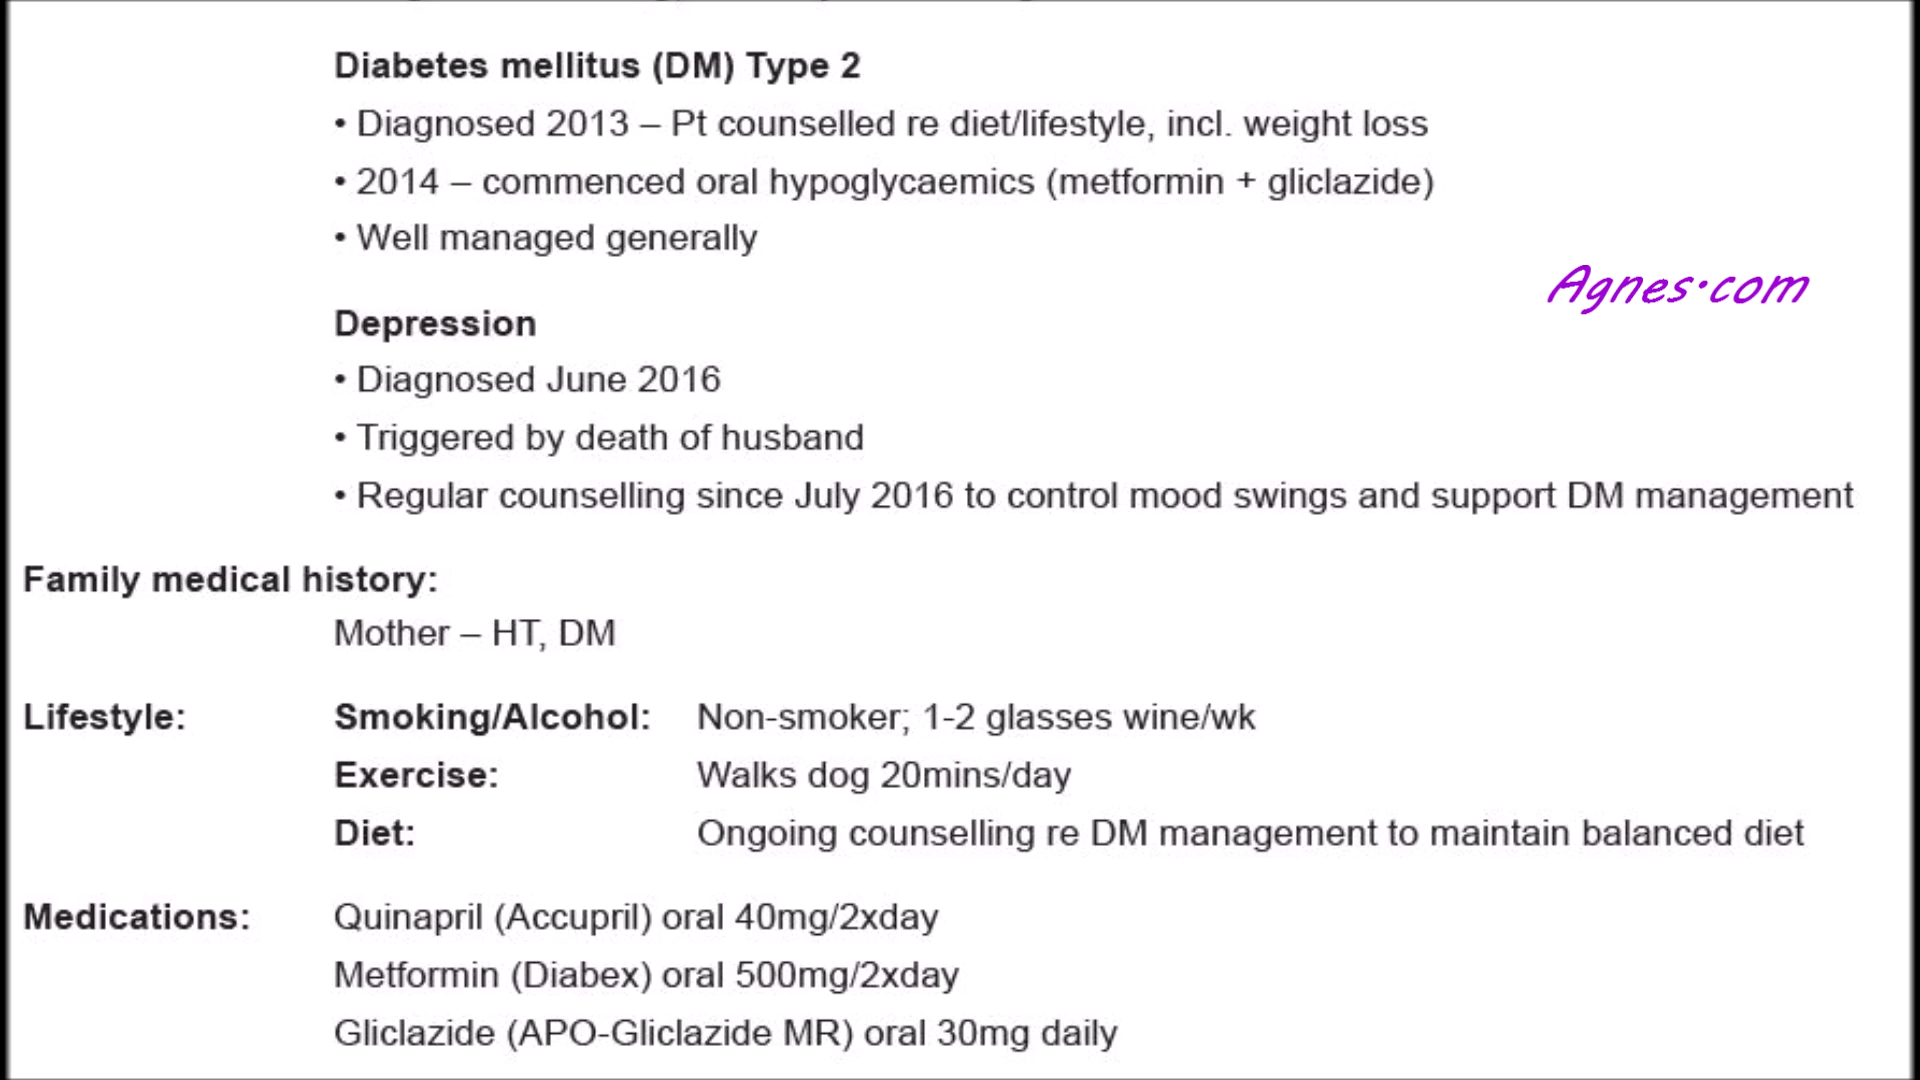 Diabetes mellitus (DM) Type 2
• Diagnosed 2013 – Pt counselled re diet/lifestyle, incl. weight loss
• 2014 – commenced oral hypoglycaemics (metformin + gliclazide)
• Well managed generally
Agnes.com
Depression
• Diagnosed June 2016
• Triggered by death of husband
• Regular counselling since July 2016 to control mood swings and support DM management
Family medical history:
Mother – HT, DM
Lifestyle: Smoking/Alcohol: Non-smoker; 1-2 glasses wine/wk
Exercise: Walks dog 20mins/day
Diet: Ongoing counselling re DM management to maintain balanced diet
Medications: Quinapril (Accupril) oral 40mg/2xday
Metformin (Diabex) oral 500mg/2xday
Gliclazide (APO-Gliclazide MR) oral 30mg daily